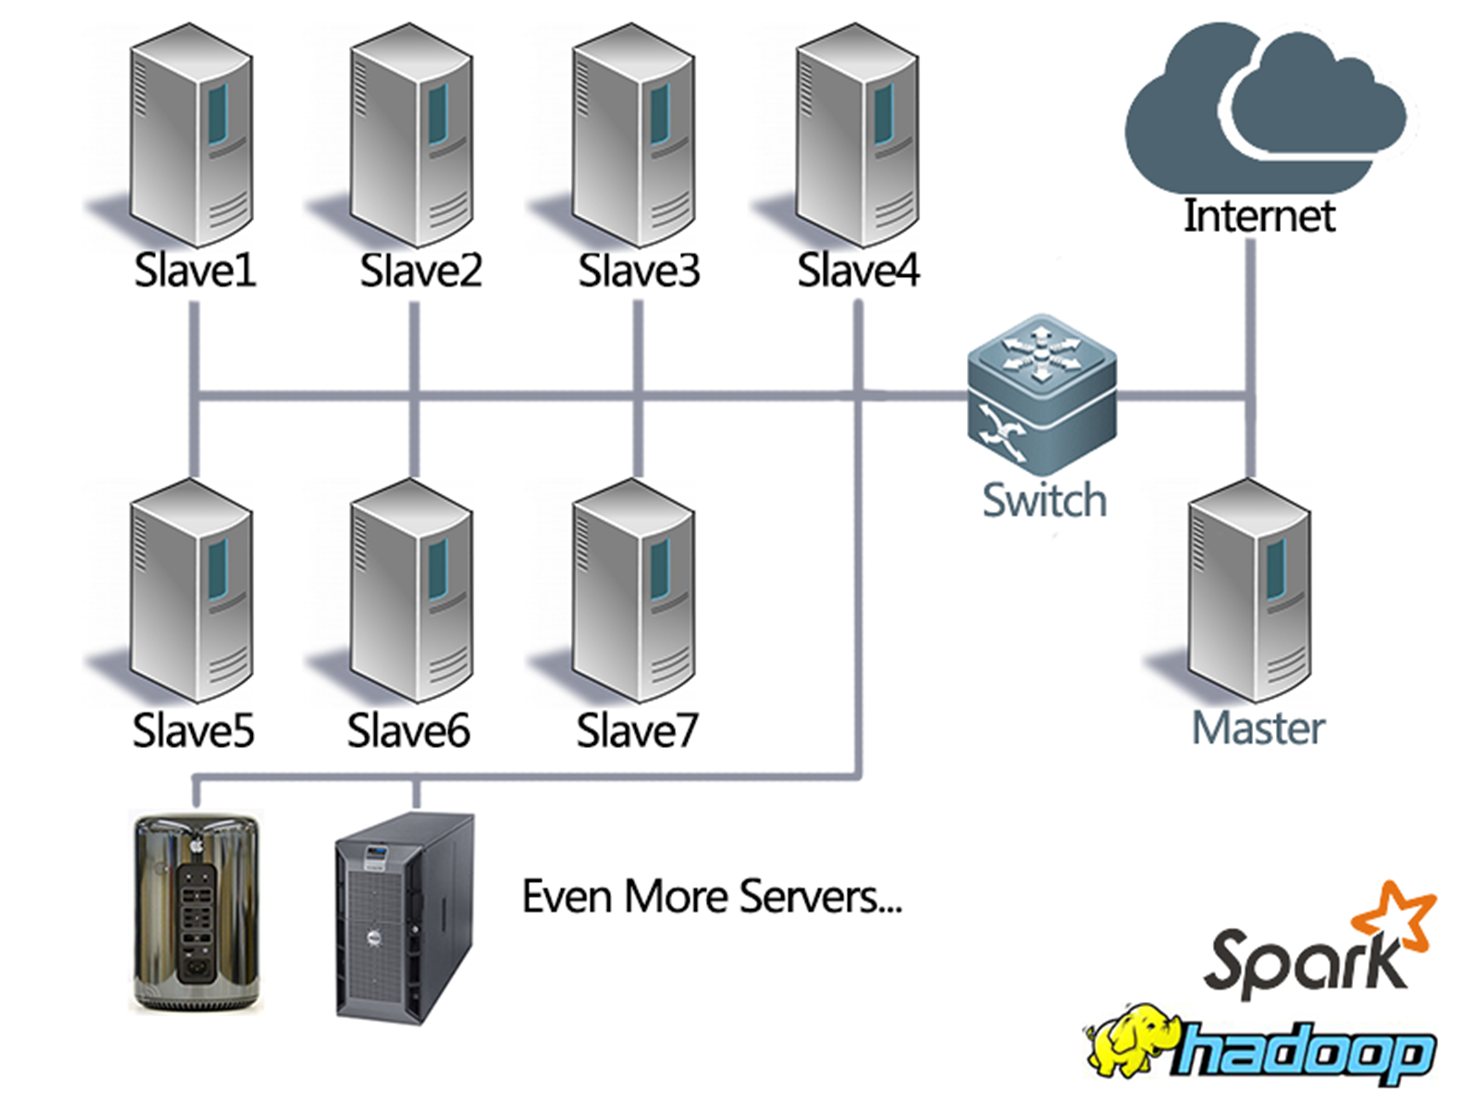 Slave1
Slave2
Slave3
Slave4
Internet
Switch
Slave5
Slave6
Slave7
Master
Even More Servers...
Spark
hadoop